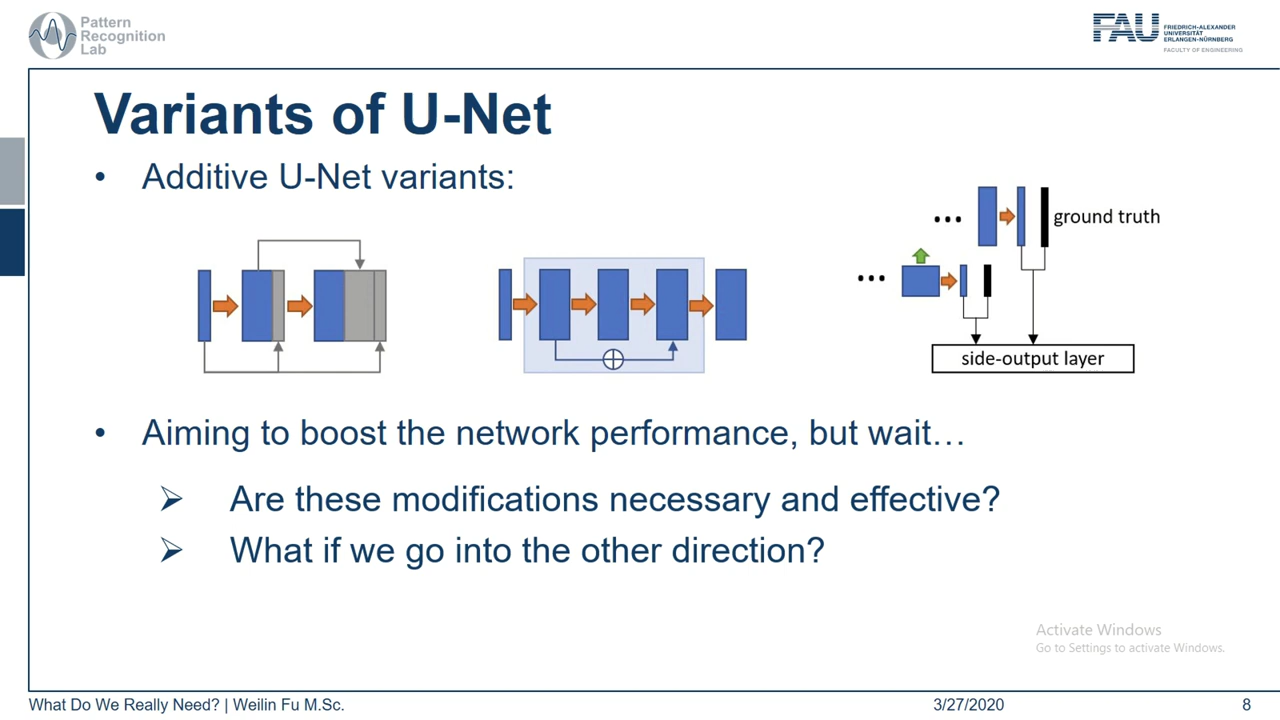 Pattern
Recognition
Lab
FAU
FRIEDRICH-ALEXANDER
UNIVERSITÄT
ERLANGEN-NÜRNBERG
FACULTY OF ENGINEERING
Variants of U-Net
• Additive U-Net variants:
... ground truth
...
side-output layer
• Aiming to boost the network performance, but wait…
➢ Are these modifications necessary and effective?
➢ What if we go into the other direction?
Activate Windows
Go to Settings to activate Windows.
What Do We Really Need? | Weilin Fu M.Sc.
3/27/2020
8